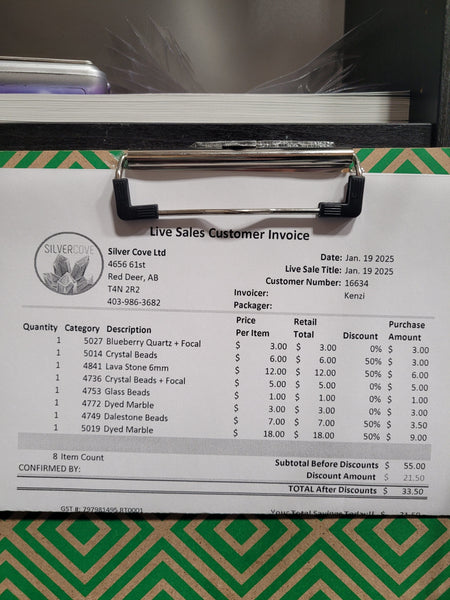 Live Sales Customer Invoice
SILVERCOVE
Silver Cove Ltd
4656 61st
Red Deer, AB
T4N 2R2
403-986-3682
Date: Jan. 19 2025
Live Sale Title: Jan. 19 2025
Customer Number: 16634
Invoicer: Kenzi
Packager:
Quantity Category Description Price Per Item Retail Total Discount Purchase Amount
1 5027 Blueberry Quartz + Focal $ 3.00 $ 3.00 0% $ 3.00
1 5014 Crystal Beads $ 6.00 $ 6.00 50% $ 3.00
1 4841 Lava Stone 6mm $ 12.00 $ 12.00 50% $ 6.00
1 4736 Crystal Beads + Focal $ 5.00 $ 5.00 0% $ 5.00
1 4753 Glass Beads $ 1.00 $ 1.00 0% $ 1.00
1 4772 Dyed Marble $ 3.00 $ 3.00 0% $ 3.00
1 4749 Dalestone Beads $ 7.00 $ 7.00 50% $ 3.50
1 5019 Dyed Marble $ 18.00 $ 18.00 50% $ 9.00
8 Item Count
Subtotal Before Discounts $ 55.00
CONFIRMED BY:
Discount Amount $ 21.50
TOTAL After Discounts $ 33.50
GST #: 797981495 RT0001
Your Total Savings Today!!